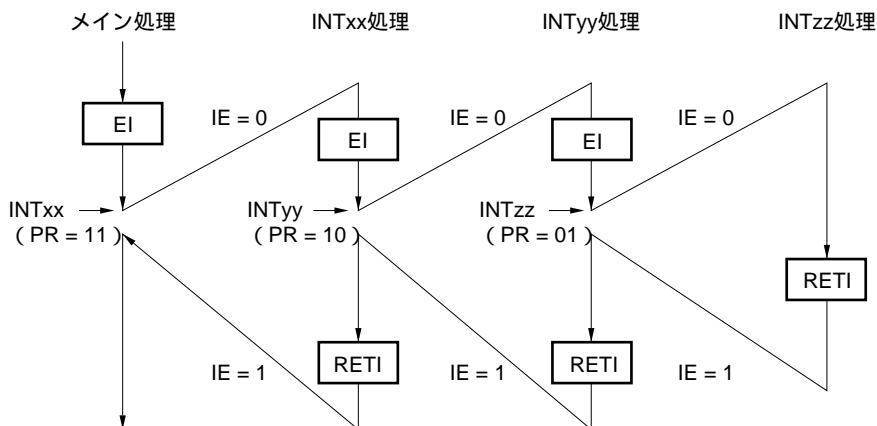 メイン処理 INTxx処理 INTyy処理 INTzz処理
EI IE = 0 EI IE = 0 EI IE = 0
INTxx INTyy INTzz
（PR = 11） （PR = 10） （PR = 01）
RETI
IE = 1 RETI IE = 1 RETI IE = 1